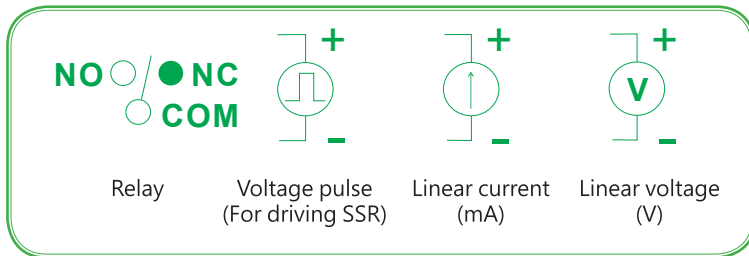 + + +
NO NC
V
COM
- - -
Relay Voltage pulse Linear current Linear voltage
(For driving SSR) (mA) (V)